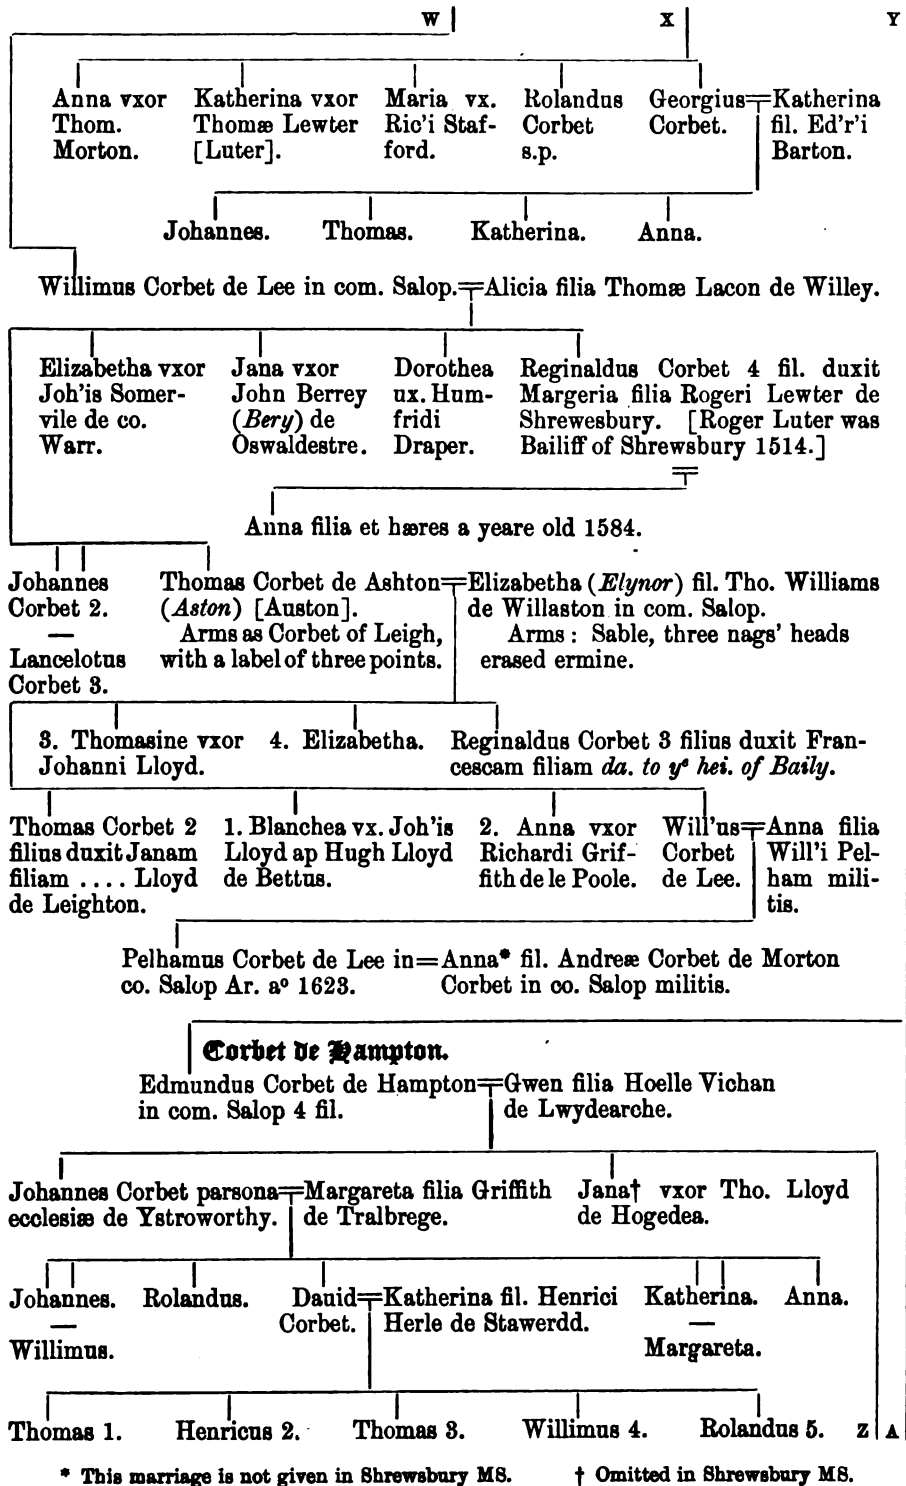 W X Y
Anna vxor Thom. Morton.
Katherina vxor Thomæ Lewter [Luter].
Maria vx. Ric'i Stafford.
Rolandus Corbet s.p.
Georgius Corbet.
Katherina fil. Ed'r'i Barton.
Johannes. Thomas. Katherina. Anna.
Willimus Corbet de Lee in com. Salop.=Alicia filia Thomæ Lacon de Willey.
Elizabetha vxor
Joh'is Somer-
vile de co.
Warr.
Jana vxor
John Berrey
(Bery) de
Oswaldestre.
Dorothea
ux. Hum-
fridi
Draper.
Reginaldus Corbet 4 fil. duxit
Margeria filia Rogeri Lewter de
Shrewesbury. [Roger Luter was
Bailiff of Shrewsbury 1514.]
Anna filia et hæres a yeare old 1584.
Johannes
Corbet 2.
—
Lancelotus
Corbet 3.
Thomas Corbet de Ashton=
(Aston) [Auston].
Arms as Corbet of Leigh,
with a label of three points.
Elizabetha (Elynor) fil. Tho. Williams
de Willaston in com. Salop.
Arms: Sable, three nags' heads
erased ermine.
3. Thomasine vxor
Johanni Lloyd.
4. Elizabetha.
Reginaldus Corbet 3 filius duxit Fran-
cescam filiam da. to yᵉ hei. of Baily.
Thomas Corbet 2
filius duxit Janam
filiam .... Lloyd
de Leighton.
1. Blanchea vx. Joh'is
Lloyd ap Hugh Lloyd
de Bettus.
2. Anna vxor
Richardi Grif-
fith de le Poole.
Will'us=
Corbet
de Lee.
Anna filia
Will'i Pel-
ham mili-
tis.
Pelhamus Corbet de Lee in=Anna* fil. Andreæ Corbet de Morton
co. Salop Ar. aº 1623. Corbet in co. Salop militis.
Corbet de Hampton.
Edmundus Corbet de Hampton=Gwen filia Hoelle Vichan
in com. Salop 4 fil. de Lwydearche.
Johannes Corbet parsona=
ecclesiæ de Ystroworthy.
Margareta filia Griffith
de Tralbrege.
Jana† vxor Tho. Lloyd
de Hogedea.
Johannes.
—
Willimus.
Rolandus.
Dauid=
Corbet.
Katherina fil. Henrici
Herle de Stawerdd.
Katherina.
—
Margareta.
Anna.
Thomas 1. Henricus 2. Thomas 3. Willimus 4. Rolandus 5. Z A
* This marriage is not given in Shrewsbury MS. † Omitted in Shrewsbury MS.